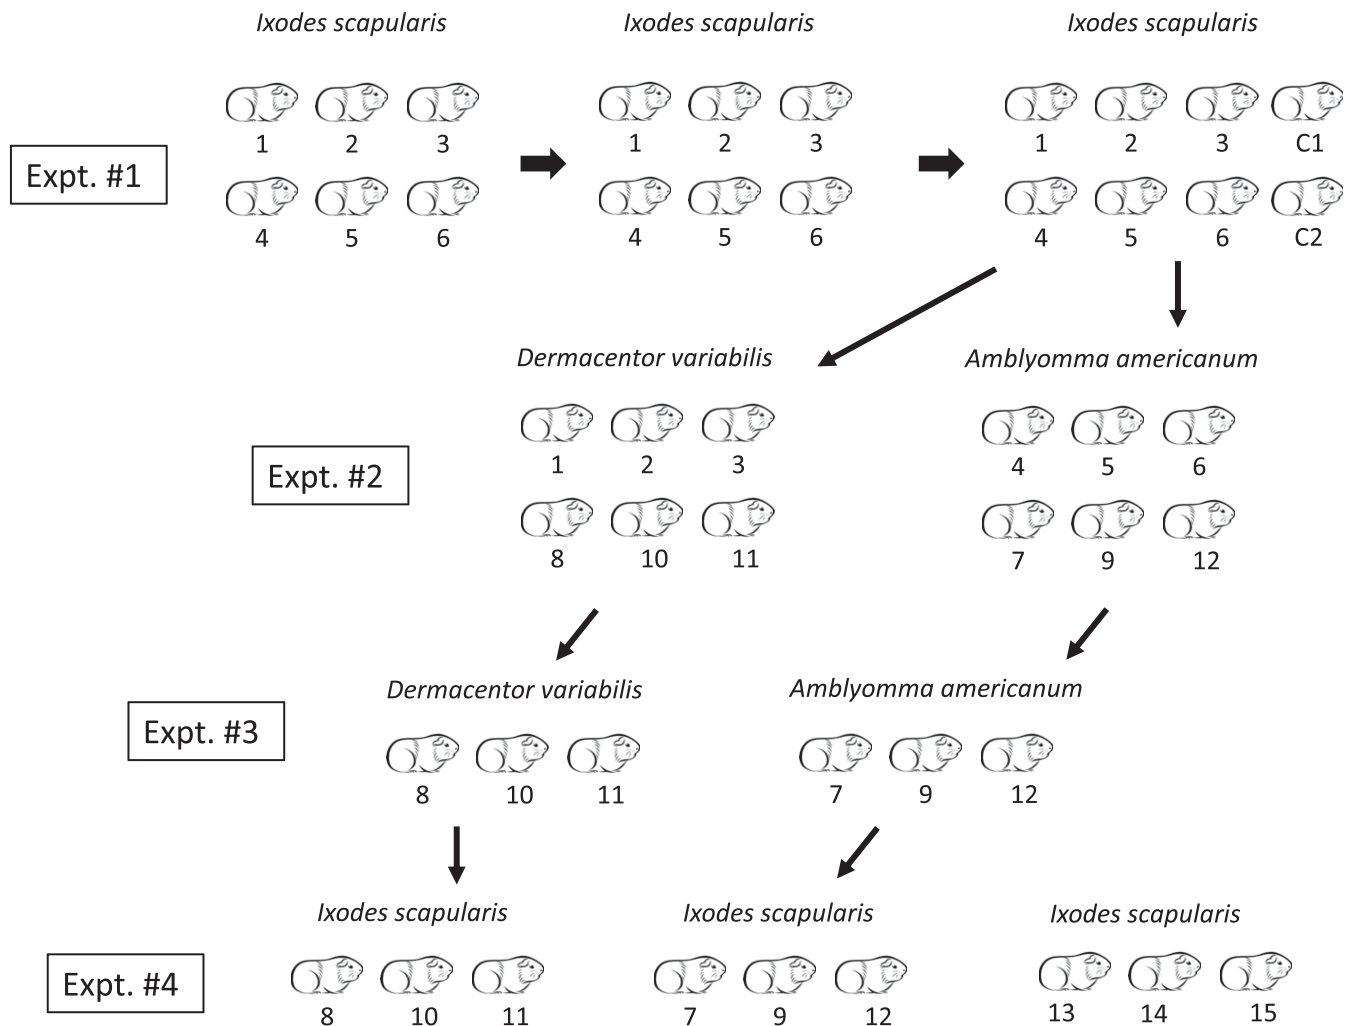 Ixodes scapularis Ixodes scapularis Ixodes scapularis
1 2 3 1 2 3 1 2 3 C1
Expt. #1
4 5 6 4 5 6 4 5 6 C2
Dermacentor variabilis Amblyomma americanum
1 2 3 4 5 6
Expt. #2
8 10 11 7 9 12
Dermacentor variabilis Amblyomma americanum
Expt. #3
8 10 11 7 9 12
Ixodes scapularis Ixodes scapularis Ixodes scapularis
Expt. #4
8 10 11 7 9 12 13 14 15